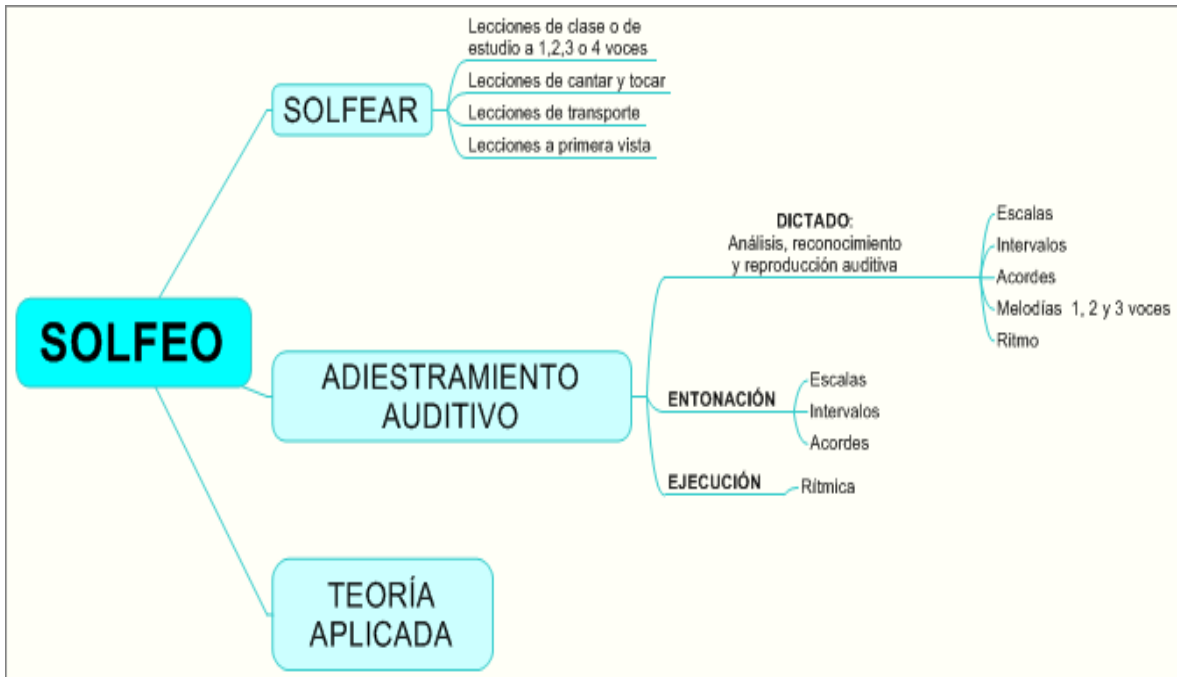 SOLFEO
SOLFEAR
Lecciones de clase o de
estudio a 1,2,3 o 4 voces
Lecciones de cantar y tocar
Lecciones de transporte
Lecciones a primera vista
ADIESTRAMIENTO
AUDITIVO
DICTADO:
Análisis, reconocimiento
y reproducción auditiva
Escalas
Intervalos
Acordes
Melodías 1, 2 y 3 voces
Ritmo
ENTONACIÓN
Escalas
Intervalos
Acordes
EJECUCIÓN
Rítmica
TEORÍA
APLICADA